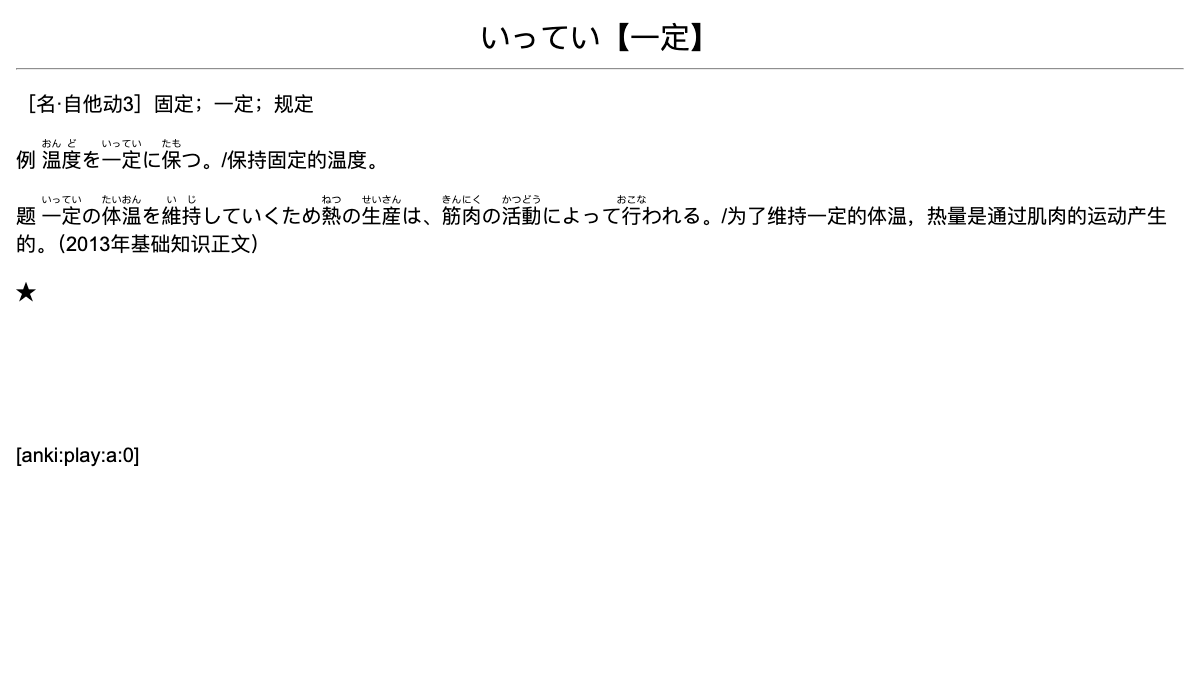 いってい【一定】
［名·自他动3］固定；一定；规定
おんど いってい たも
例 温度を一定に保つ。/保持固定的温度。
いってい たいおん いじ ねつ せいさん きんにく かつどう おこな
题 一定の体温を維持していくため熱の生産は、筋肉の活動によって行われる。/为了维持一定的体温，热量是通过肌肉的运动产生
的。（2013年基础知识正文）
★
[anki:play:a:0]